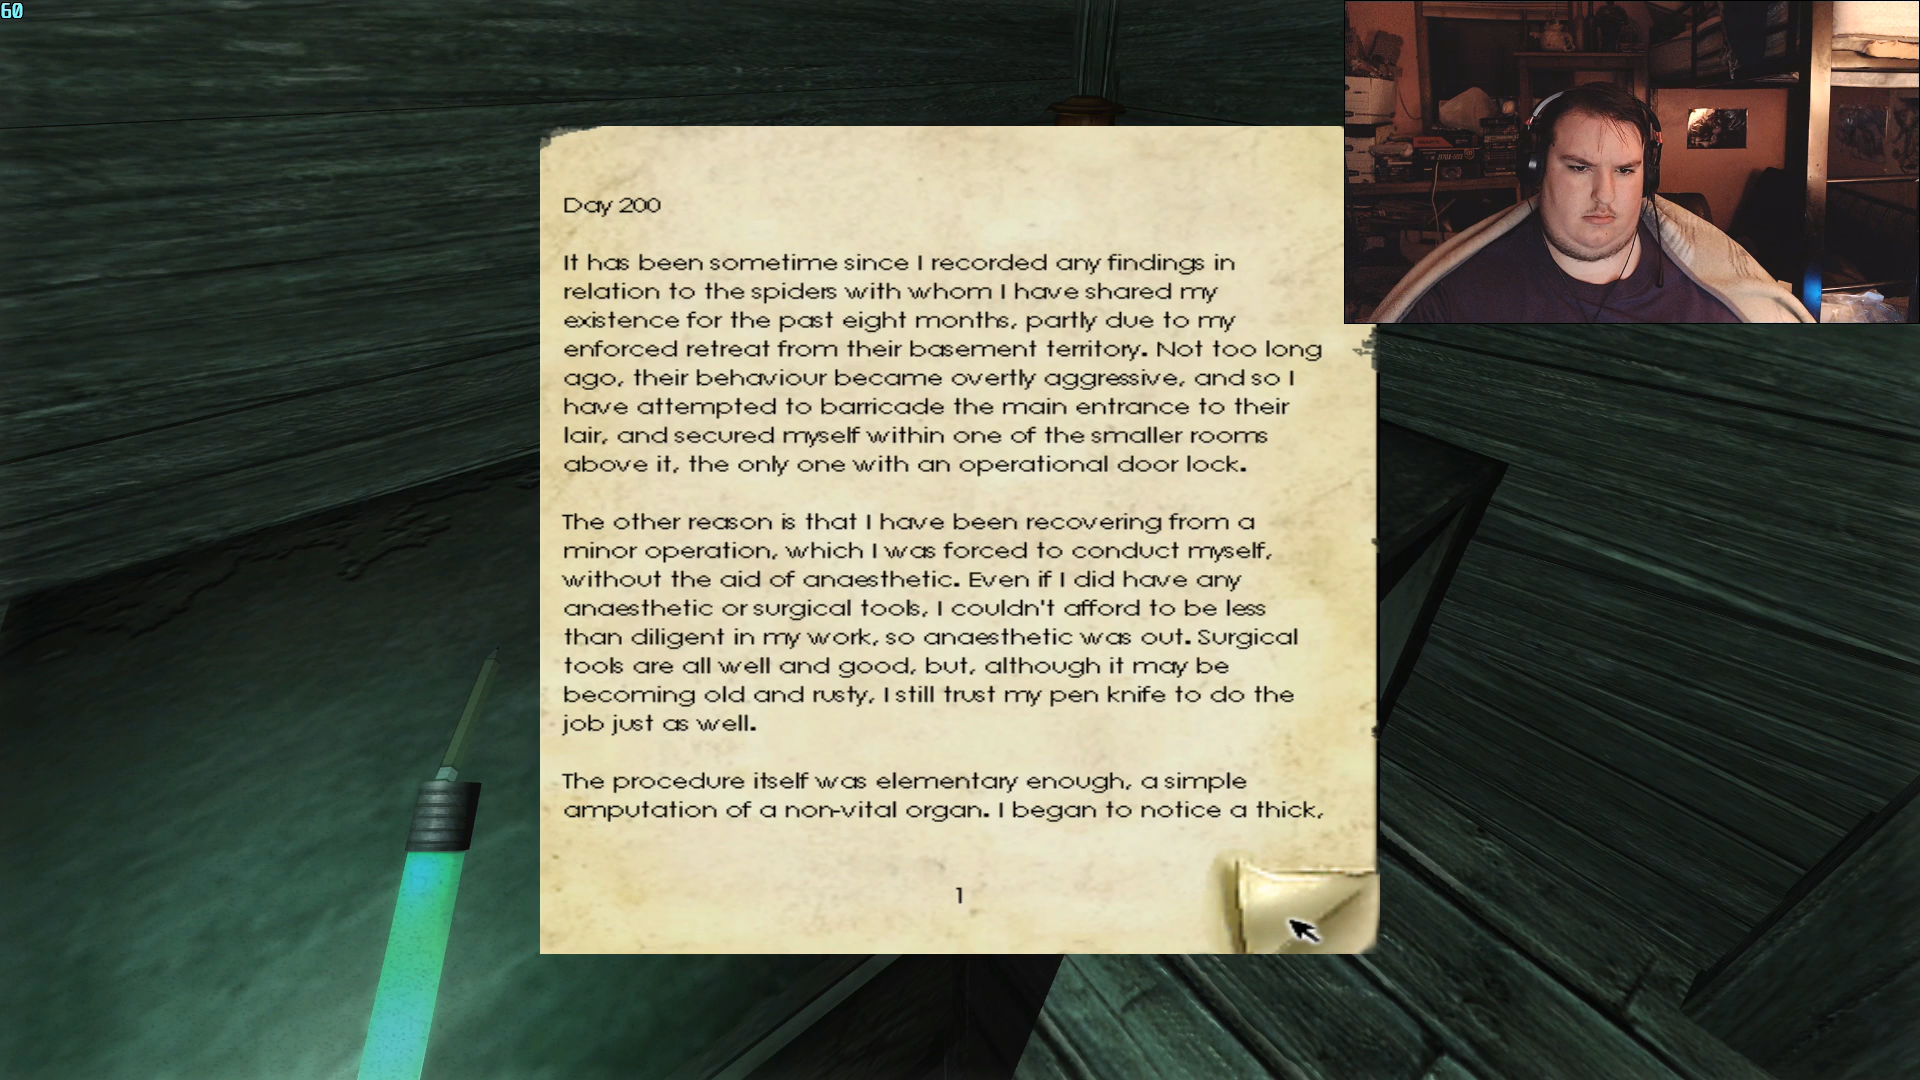 60
Day 200
It has been sometime since I recorded any findings in
relation to the spiders with whom I have shared my
existence for the past eight months, partly due to my
enforced retreat from their basement territory. Not too long
ago, their behaviour became overtly aggressive, and so I
have attempted to barricade the main entrance to their
lair, and secured myself within one of the smaller rooms
above it, the only one with an operational door lock.
The other reason is that I have been recovering from a
minor operation, which I was forced to conduct myself,
without the aid of anaesthetic. Even if I did have any
anaesthetic or surgical tools, I couldn't afford to be less
than diligent in my work, so anaesthetic was out. Surgical
tools are all well and good, but, although it may be
becoming old and rusty, I still trust my pen knife to do the
job just as well.
The procedure itself was elementary enough, a simple
amputation of a non-vital organ. I began to notice a thick,
1